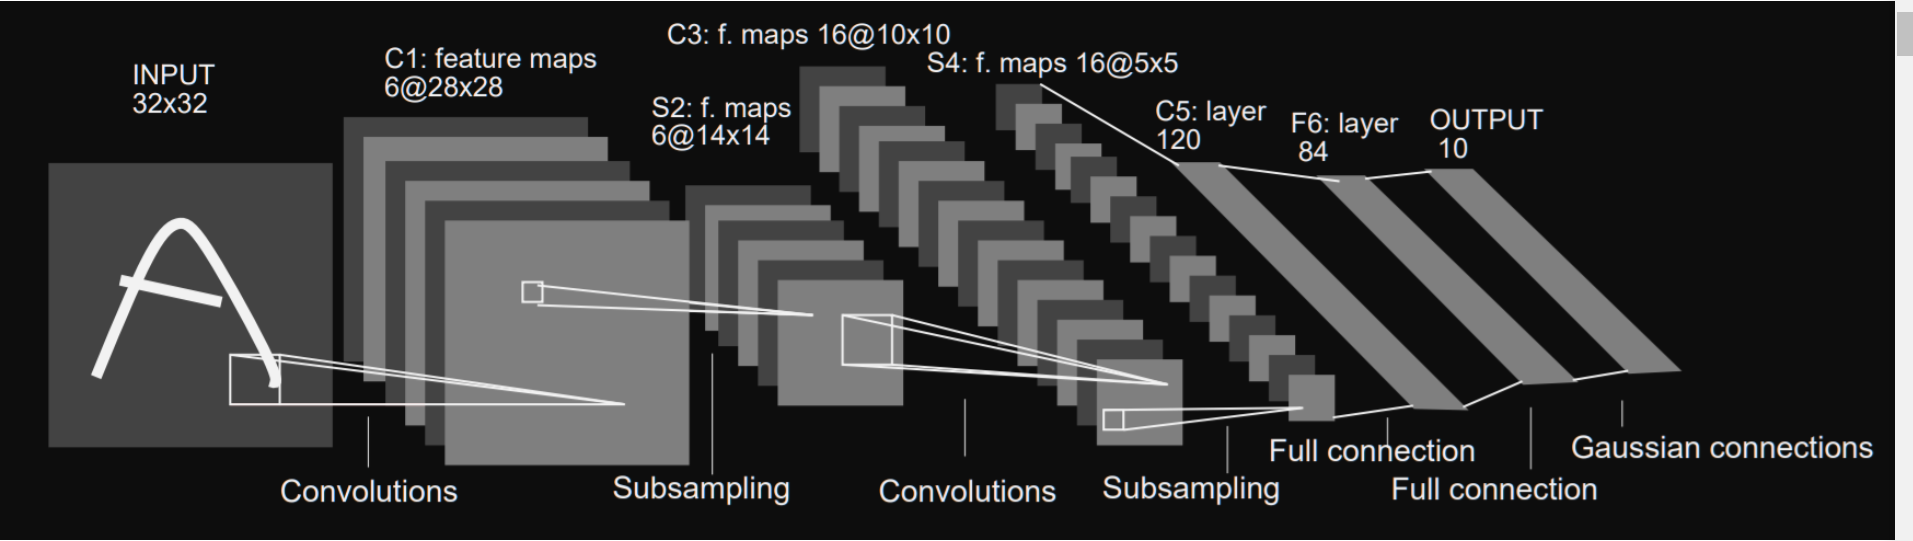 INPUT
32x32
C1: feature maps
6@28x28
S2: f. maps
6@14x14
C3: f. maps 16@10x10
S4: f. maps 16@5x5
C5: layer
120
F6: layer
84
OUTPUT
10
A
Convolutions
Subsampling
Convolutions
Subsampling
Full connection
Full connection
Gaussian connections